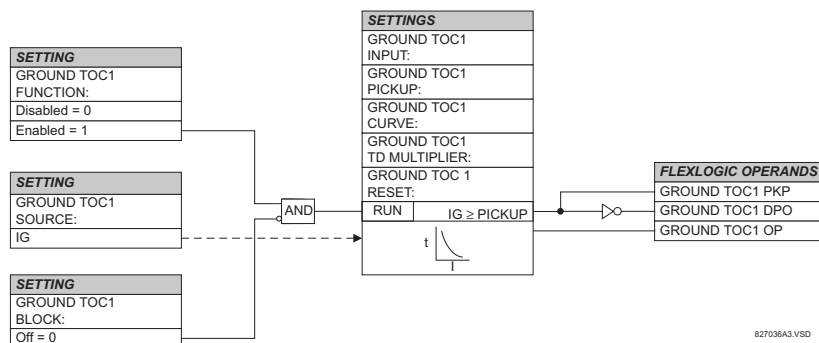 SETTING
GROUND TOC1
FUNCTION:
Disabled = 0
Enabled = 1
SETTING
GROUND TOC1
SOURCE:
IG
SETTING
GROUND TOC1
BLOCK:
Off = 0
AND
SETTINGS
GROUND TOC1
INPUT:
GROUND TOC1
PICKUP:
GROUND TOC1
CURVE:
GROUND TOC1
TD MULTIPLIER:
GROUND TOC 1
RESET:
RUN
IG ≥ PICKUP
t
I
FLEXLOGIC OPERANDS
GROUND TOC1 PKP
GROUND TOC1 DPO
GROUND TOC1 OP
827036A3.VSD